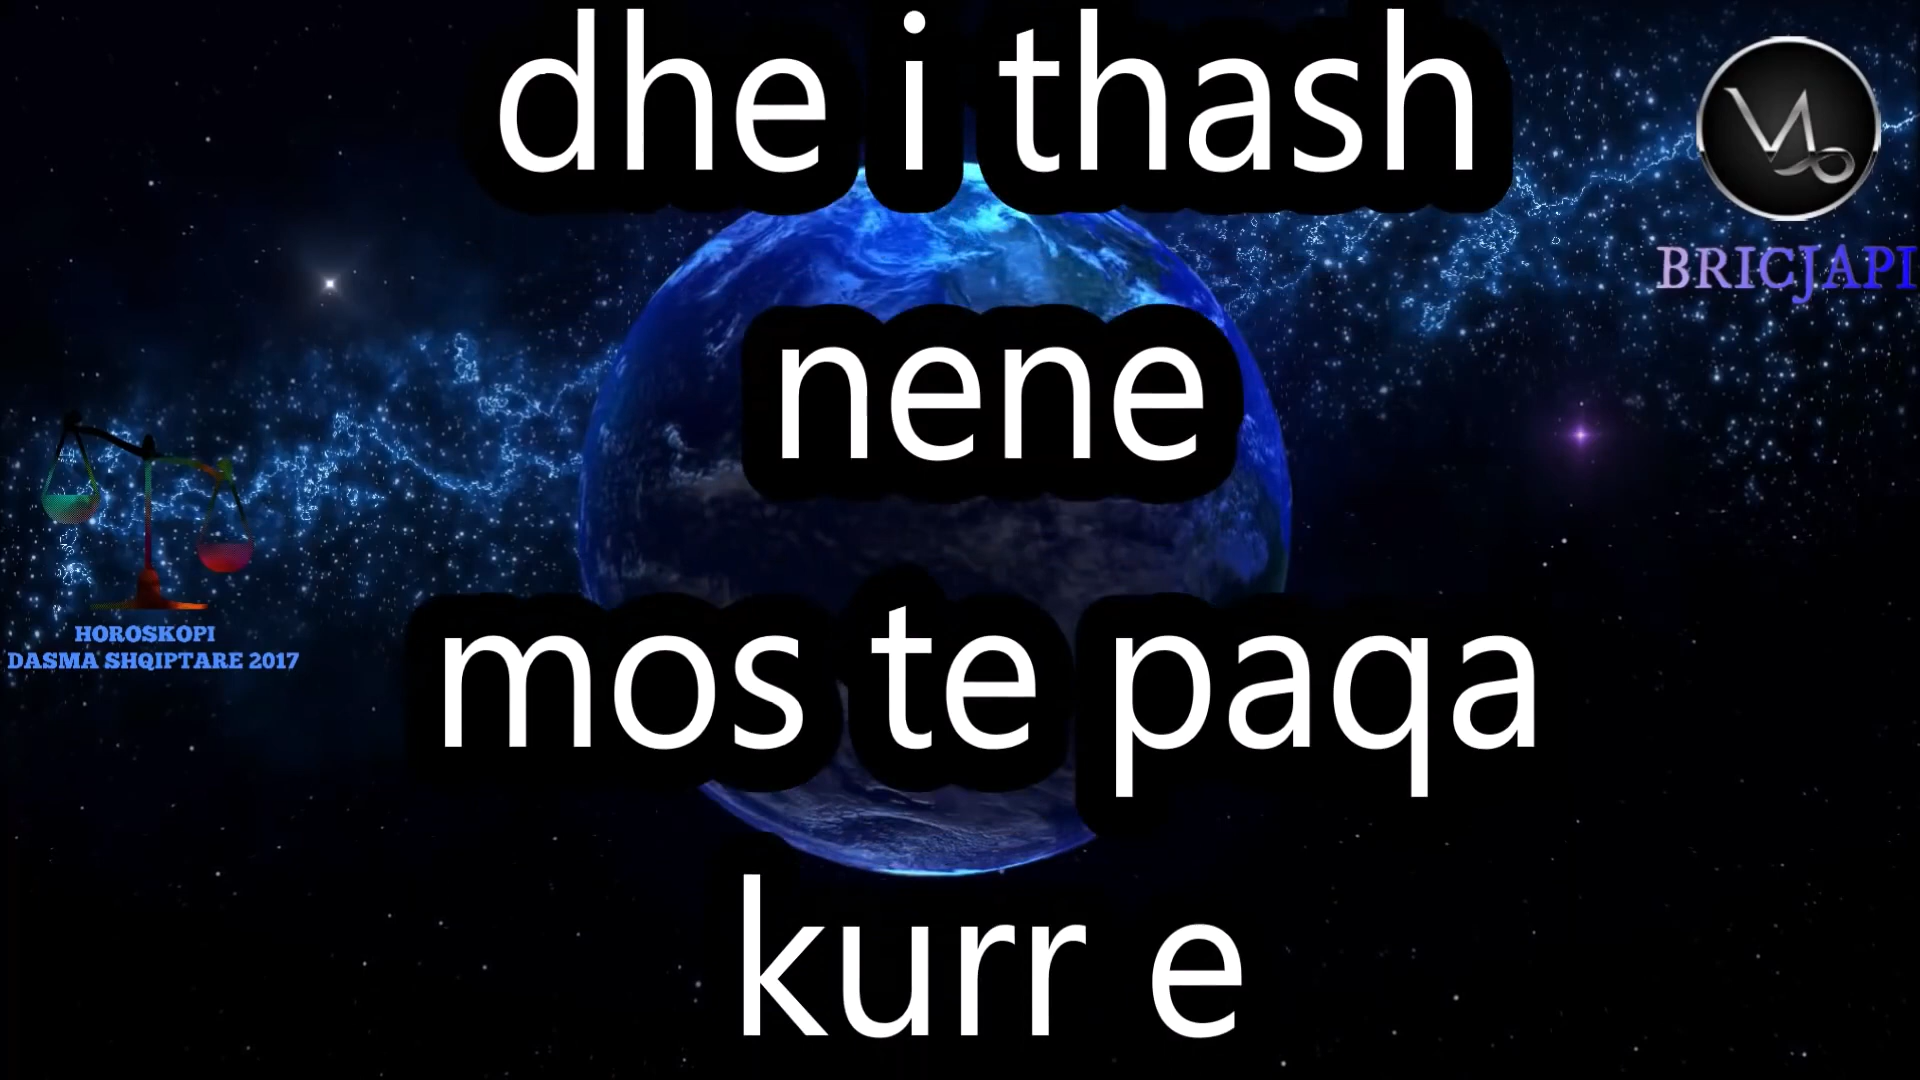 dhe i thash
nene
mos te paqa
kurr e
BRICJAPI
HOROSKOPI
DASMA SHQIPTARE 2017